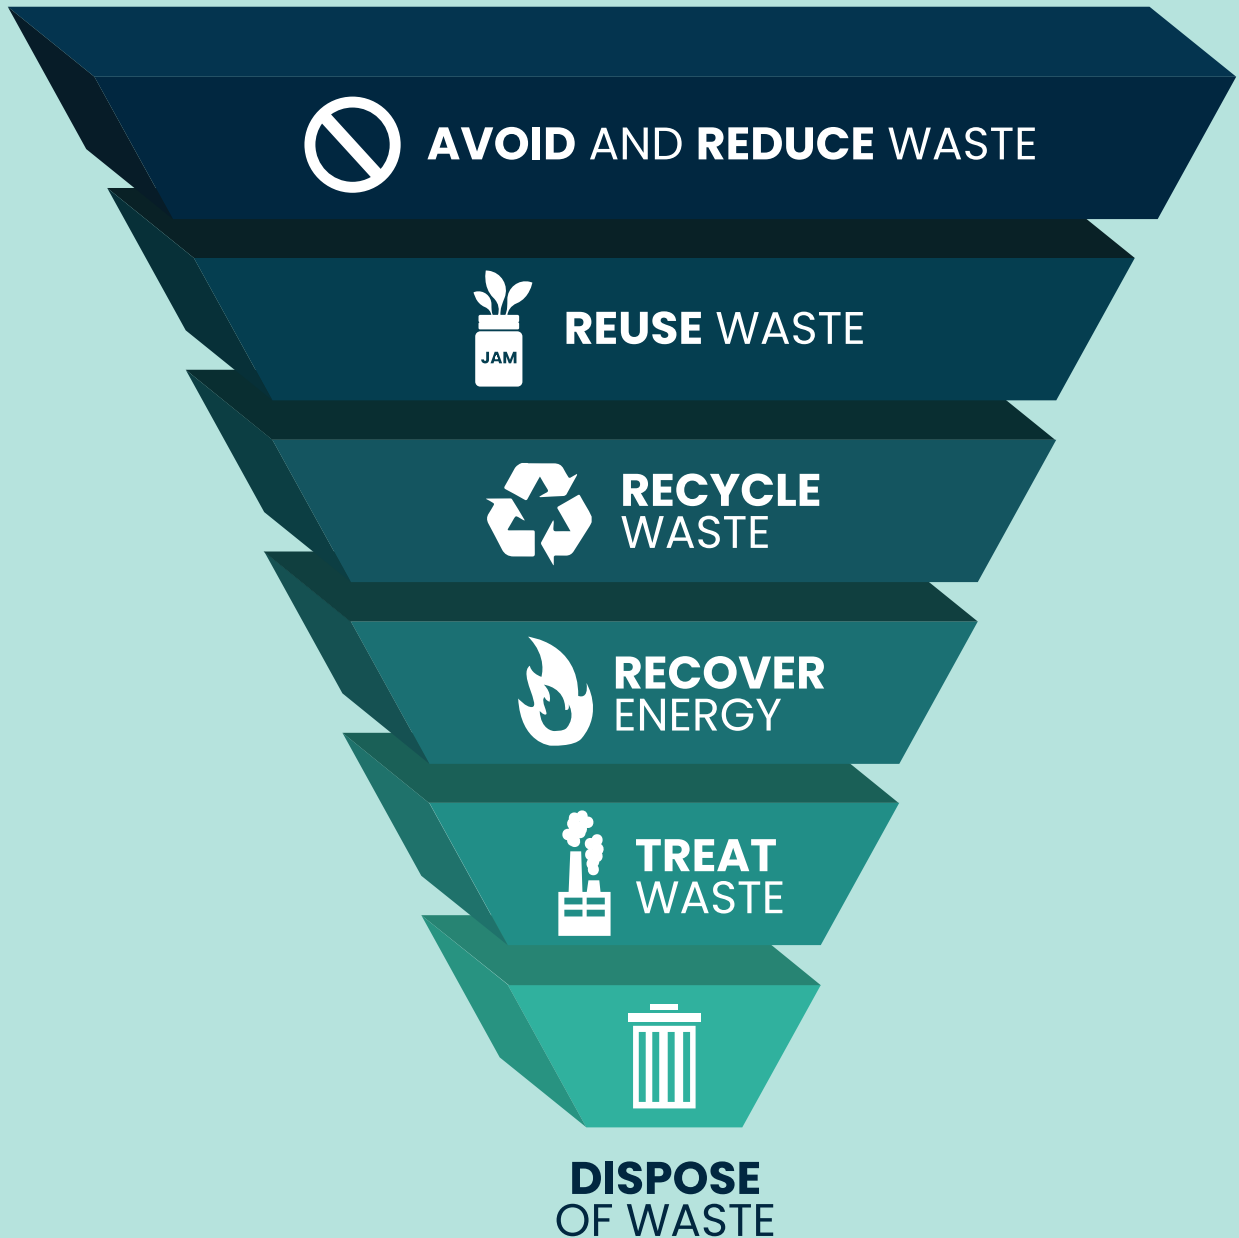 AVOID AND REDUCE WASTE
JAM
REUSE WASTE
RECYCLE
WASTE
RECOVER
ENERGY
TREAT
WASTE
DISPOSE
OF WASTE